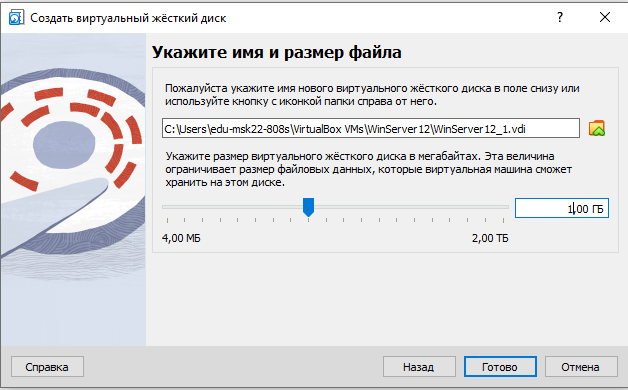 Создать виртуальный жёсткий диск
Укажите имя и размер файла
Пожалуйста укажите имя нового виртуального жёсткого диска в поле снизу или
используйте кнопку с иконкой папки справа от него.
C:\Users\edu-msk22-808s\VirtualBox VMs\WinServer12\WinServer12_1.vdi
Укажите размер виртуального жёсткого диска в мегабайтах. Эта величина
ограничивает размер файловых данных, которые виртуальная машина сможет
хранить на этом диске.
1,00 ГБ
4,00 МБ 2,00 ТБ
Справка Назад Готово Отмена